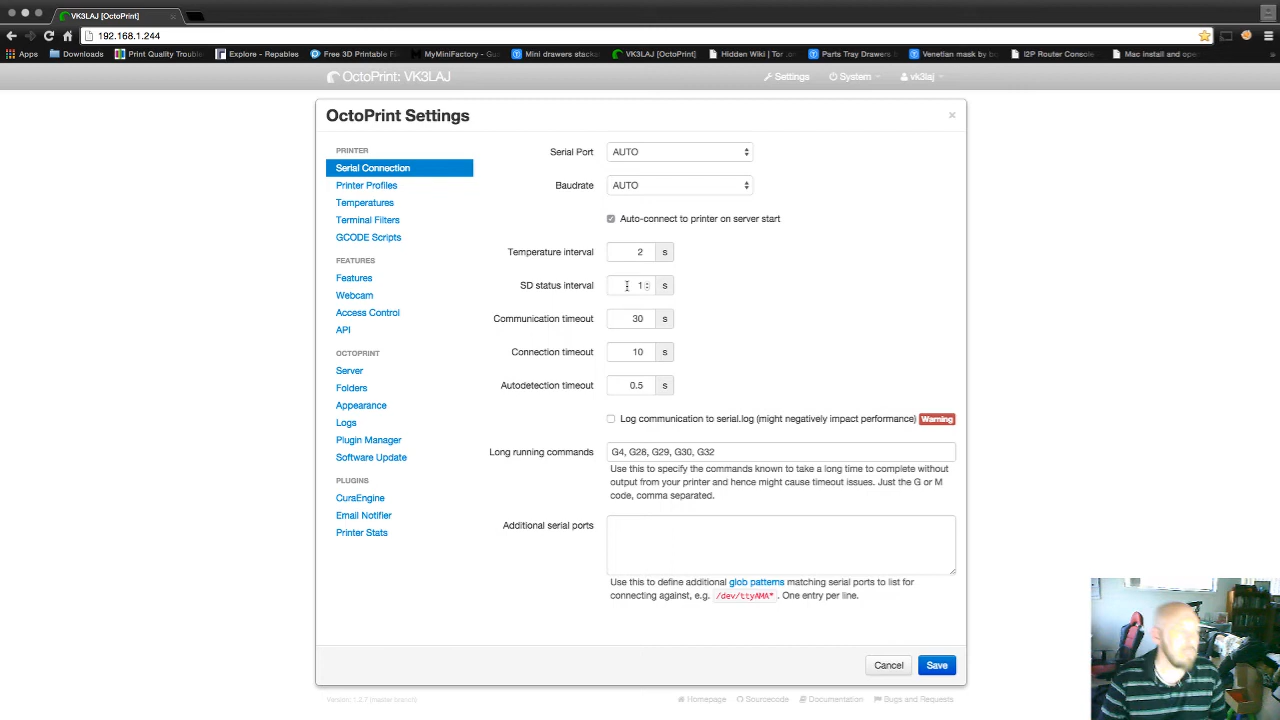 VK3LAJ [OctoPrint]
192.168.1.244
Apps
Downloads
Print Quality Trouble
Explore - Repables
Free 3D Printable
MyMiniFactory - Gu
Mini drawers stack
VK3LAJ [OctoPrint]
Hidden Wiki | Tor
Parts Tay Drawers
Venetian mask by b
I2P Router Console
Mac install and ope
OctoPrint: VK3LAJ
Settings
System
vk3laj
OctoPrint Settings
×
PRINTER
Serial Connection
Printer Profiles
Temperatures
Terminal Filters
GCODE Scripts
FEATURES
Features
Webcam
Access Control
API
OCTOPRINT
Server
Folders
Appearance
Logs
Plugin Manager
Software Update
PLUGINS
CuraEngine
Email Notifier
Printer Stats
Serial Port AUTO
Baudrate AUTO
Auto-connect to printer on server start
Temperature interval 2 s
SD status interval 1 s
Communication timeout 30 s
Connection timeout 10 s
Autodetection timeout 0.5 s
Log communication to serial.log (might negatively impact performance) Warning
Long running commands G4, G28, G29, G30, G32
Use this to specify the commands known to take a long time to complete without
output from your printer and hence might cause timeout issues. Just the G or M
code, comma separated.
Additional serial ports
Use this to define additional glob patterns matching serial ports to list for
connecting against, e.g. /dev/ttyAMA* . One entry per line.
Cancel
Save
Version: 1.2.7 (master branch)
Homepage
Sourcecode
Documentation
Bugs and Requests